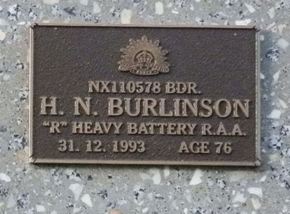 NX110578 BDR.
H. N. BURLINSON
"R" HEAVY BATTERY R.A.A.
31. 12. 1993 AGE 76